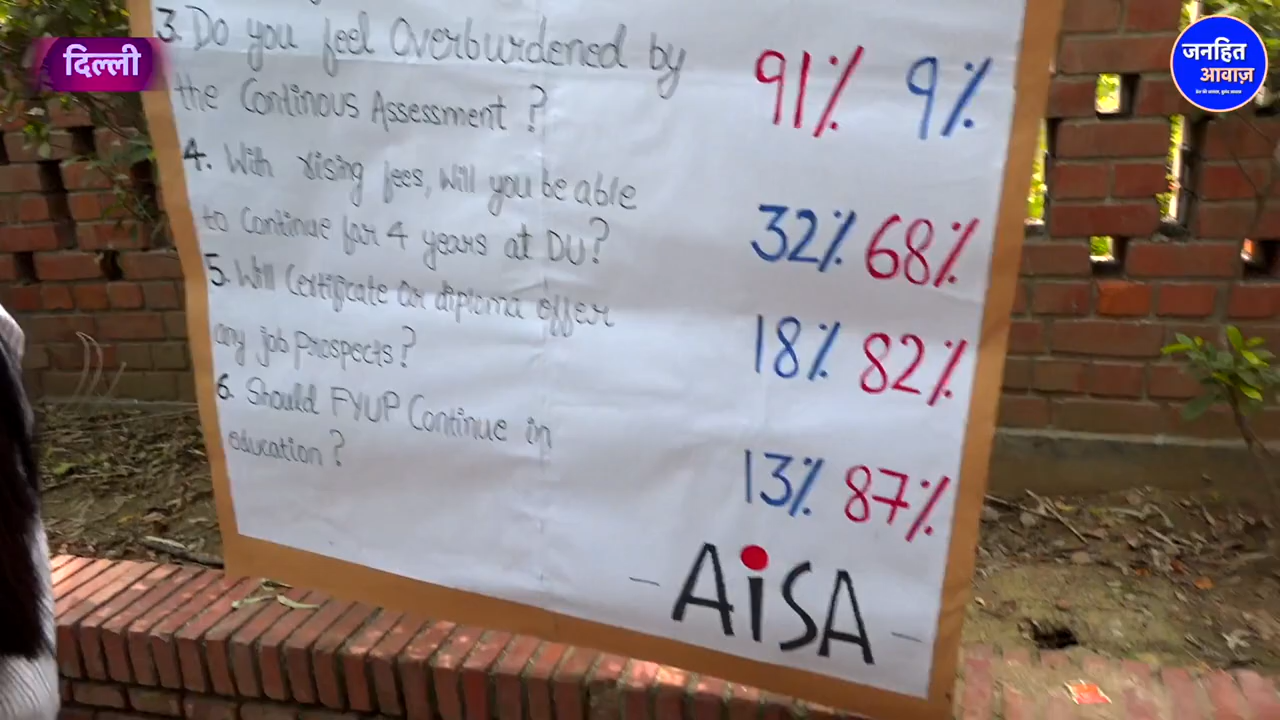 दिल्ली
जनहित
आवाज़
3. Do you feel Overburdened by
the Continous Assessment ?
91% 9%
4. With rising fees, will you be able
to Continue for 4 years at DU?
32% 68%
5. Will Certificate or diploma offer
any job Prospects?
18% 82%
6. Should FYUP Continue in
education ?
13% 87%
- AiSA -